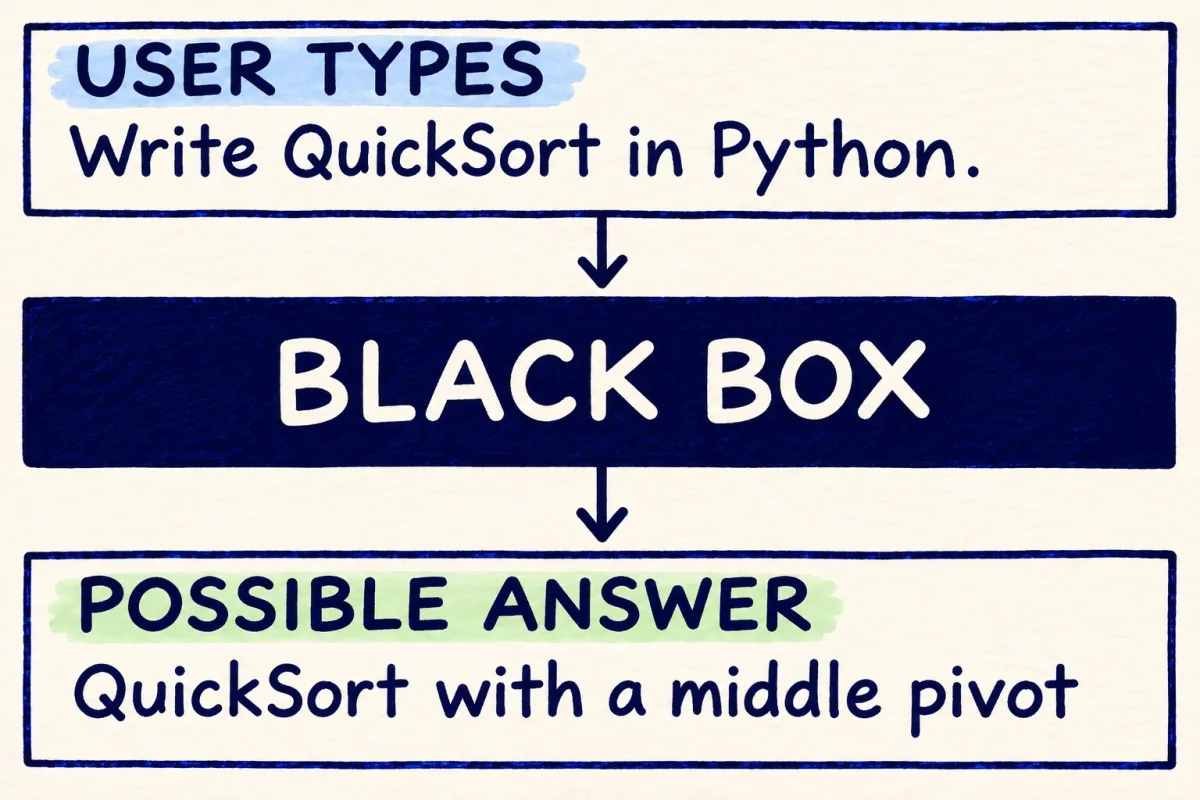 USER TYPES
Write QuickSort in Python.
BLACK BOX
POSSIBLE ANSWER
QuickSort with a middle pivot